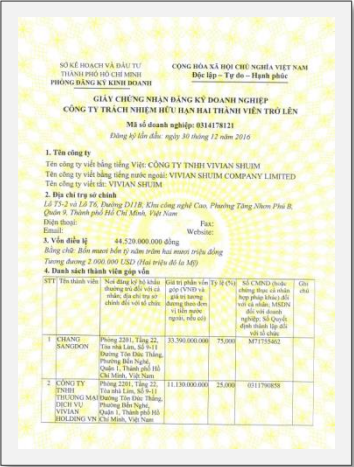 SỞ KẾ HOẠCH VÀ ĐẦU TƯ
THÀNH PHỐ HỒ CHÍ MINH
PHÒNG ĐĂNG KÝ KINH DOANH
CỘNG HÒA XÃ HỘI CHỦ NGHĨA VIỆT NAM
Độc lập – Tự do – Hạnh phúc
GIẤY CHỨNG NHẬN ĐĂNG KÝ DOANH NGHIỆP
CÔNG TY TRÁCH NHIỆM HỮU HẠN HAI THÀNH VIÊN TRỞ LÊN
Mã số doanh nghiệp: 0314178121
Đăng ký lần đầu, ngày 30 tháng 12 năm 2016
1. Tên công ty
Tên công ty viết bằng tiếng Việt: CÔNG TY TNHH VIVIAN SHUIM
Tên công ty viết bằng tiếng nước ngoài: VIVIAN SHUIM COMPANY LIMITED
Tên công ty viết tắt: VIVIAN SHUIM
2. Địa chỉ trụ sở chính
Lô T5-2 và Lô T6, Đường D11B, Khu công nghệ Cao, Phường Tăng Nhơn Phú B,
Quận 9, Thành phố Hồ Chí Minh, Việt Nam
Điện thoại: Fax:
Email: Website:
3. Vốn điều lệ 44.520.000.000 đồng
Bằng chữ: Bốn mươi bốn tỷ năm trăm hai mươi triệu đồng
Tương đương 2.000.000 USD (Hai triệu đô la Mỹ)
4. Danh sách thành viên góp vốn
STT
Tên thành viên
Nơi đăng ký hộ khẩu
thường trú đối với cá
nhân; địa chỉ trụ sở
chính đối với tổ chức
Giá trị phần vốn
góp (VNĐ và
giá trị tương
đương theo đơn
vị tiền nước
ngoài, nếu có)
Tỷ lệ (%)
Số CMND (hoặc
chứng thực cá nhân
hợp pháp khác) đối
với cá nhân; MSDN
đối với doanh
nghiệp; Số Quyết
định thành lập đối
với tổ chức
Ghi
chú
1
CHANG
SANGDON
Phòng 2201, Tầng 22,
Tòa nhà Lim, Số 9-11
Đường Tôn Đức Thắng,
Phường Bến Nghé,
Quận 1, Thành phố Hồ
Chí Minh, Việt Nam
33.390.000.000
75,000
M71755462
2
CÔNG TY
TNHH
THƯƠNG MẠI
DỊCH VỤ
VIVIAN
HOLDING VN
Phòng 2201, Tầng 22,
Tòa nhà Lim, Số 9-11
Đường Tôn Đức Thắng,
Phường Bến Nghé,
Quận 1, Thành phố Hồ
Chí Minh, Việt Nam
11.130.000.000
25,000
0311790858